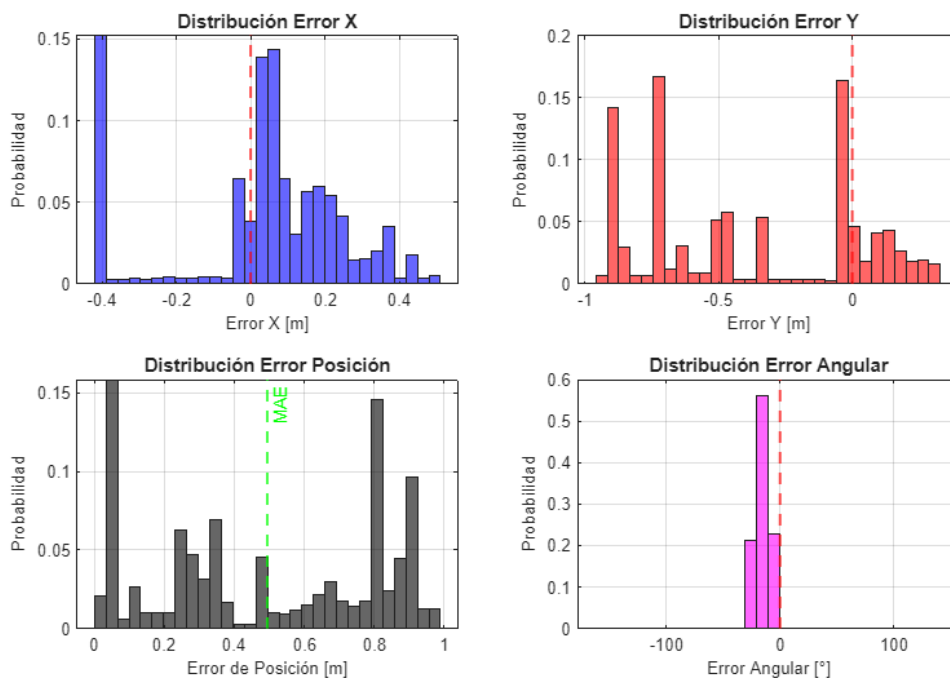 Distribución Error X
0.15
0.1
0.05
0
Probabilidad
-0.4
-0.2
0
0.2
0.4
Error X [m]
Distribución Error Y
0.2
0.15
0.1
0.05
0
Probabilidad
-1
-0.5
0
Error Y [m]
Distribución Error Posición
0.15
0.1
0.05
0
Probabilidad
MAE
0
0.2
0.4
0.6
0.8
1
Error de Posición [m]
Distribución Error Angular
0.6
0.5
0.4
0.3
0.2
0.1
0
Probabilidad
-100
0
100
Error Angular [°]